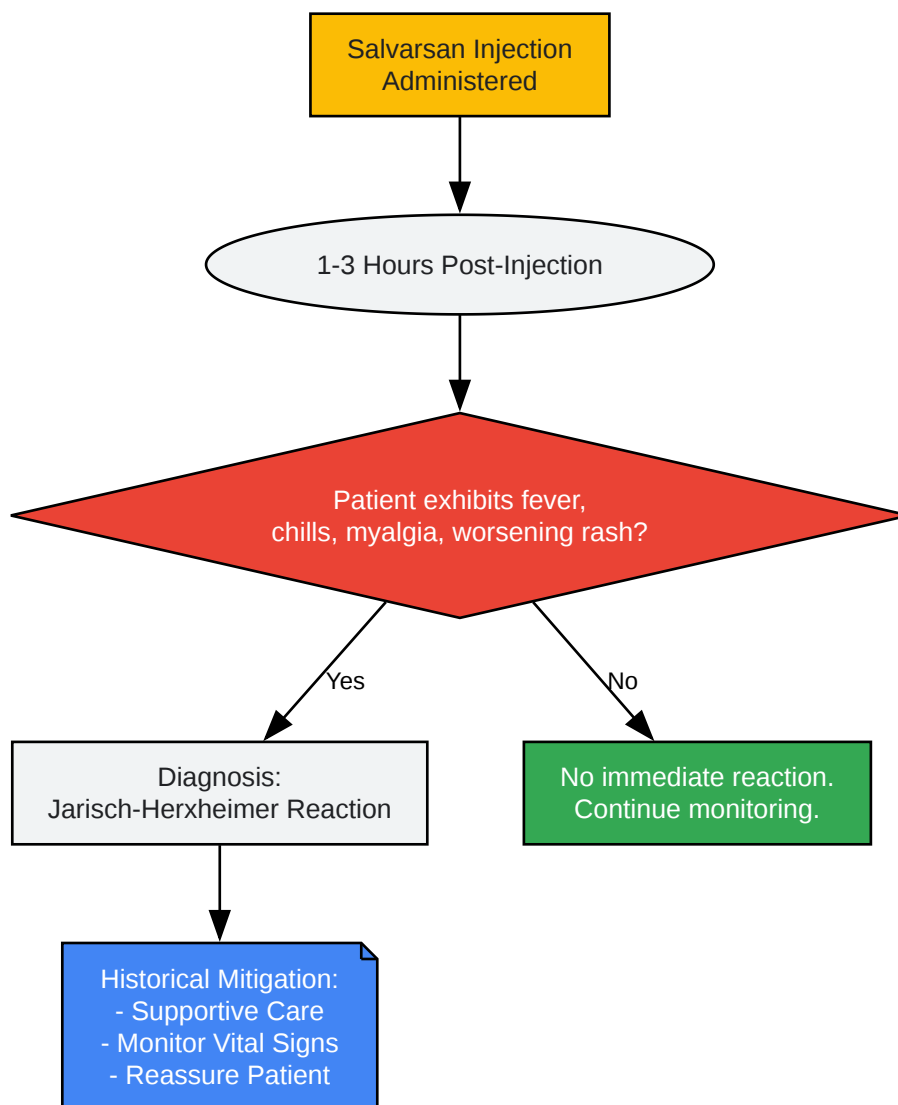 Salvarsan Injection
Administered
1-3 Hours Post-Injection
Patient exhibits fever,
chills, myalgia, worsening rash?
Yes
No
Diagnosis:
Jarisch-Herxheimer Reaction
No immediate reaction.
Continue monitoring.
Historical Mitigation:
- Supportive Care
- Monitor Vital Signs
- Reassure Patient